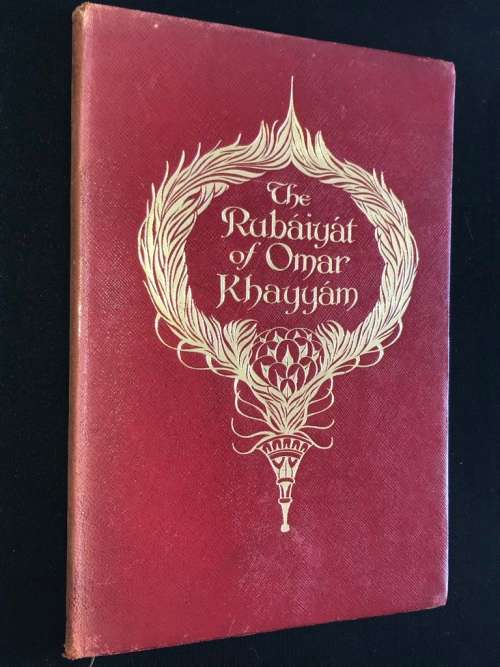 The
Rubáiyát
of Omar
Khayyám